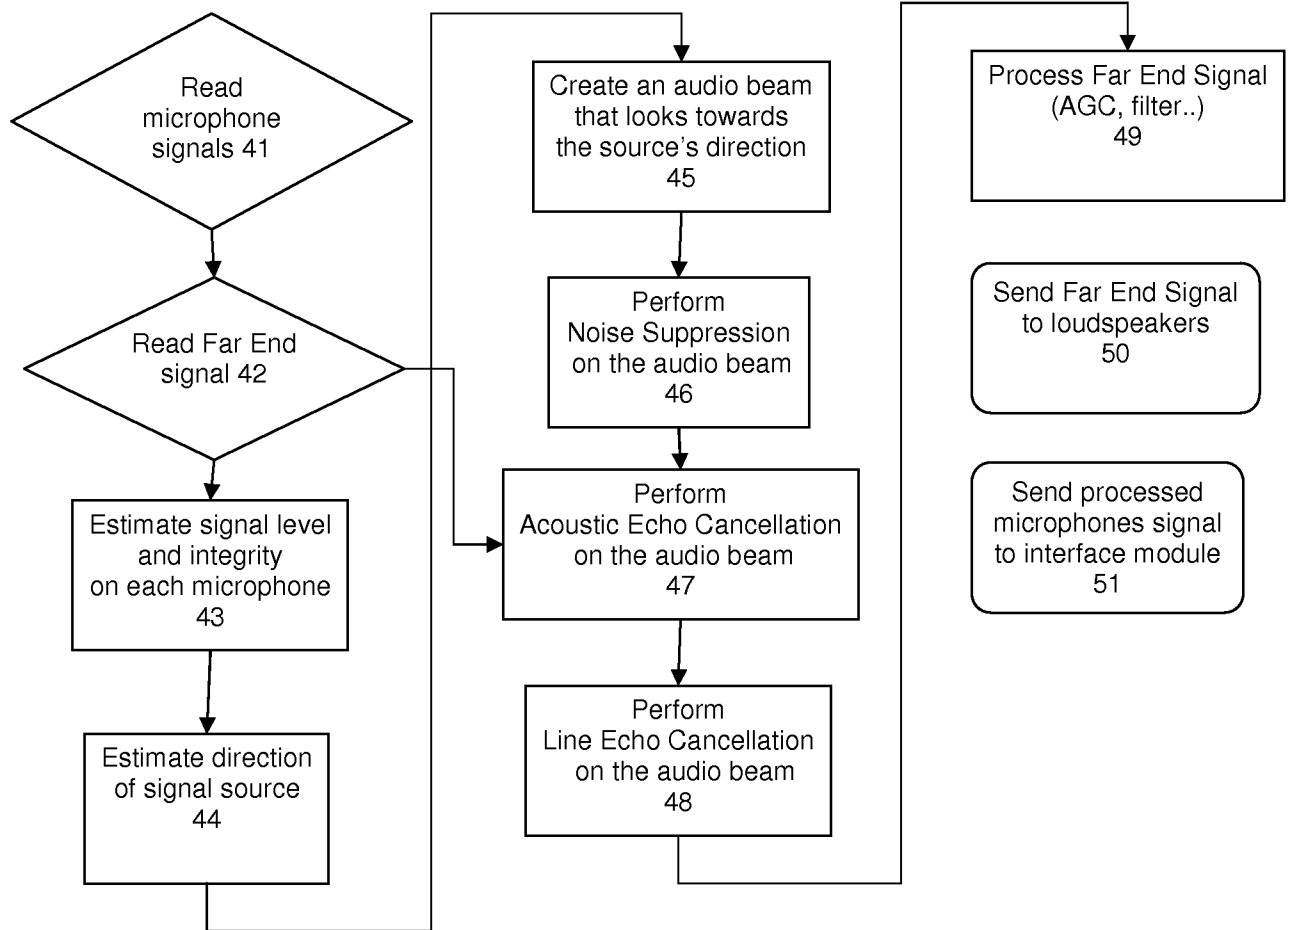 Read
microphone
signals 41
Read Far End
signal 42
Estimate signal level
and integrity
on each microphone
43
Estimate direction
of signal source
44
Create an audio beam
that looks towards
the source's direction
45
Perform
Noise Suppression
on the audio beam
46
Perform
Acoustic Echo Cancellation
on the audio beam
47
Perform
Line Echo Cancellation
on the audio beam
48
Process Far End Signal
(AGC, filter..)
49
Send Far End Signal
to loudspeakers
50
Send processed
microphones signal
to interface module
51